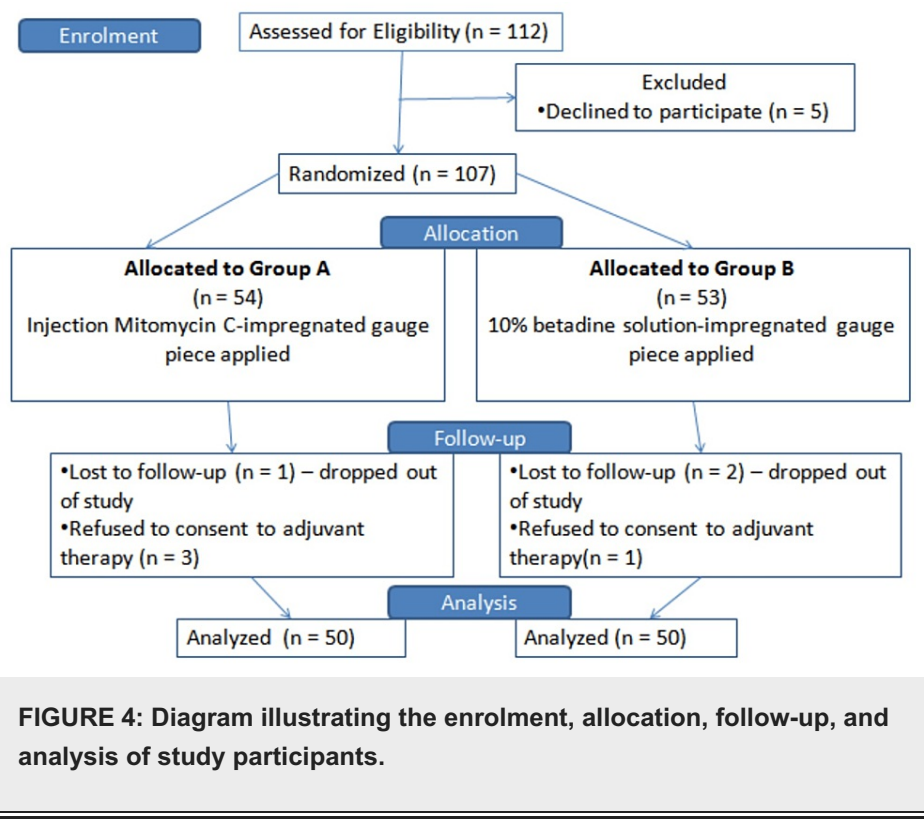 Enrolment
Assessed for Eligibility (n = 112)
Excluded
•Declined to participate (n = 5)
Randomized (n = 107)
Allocation
Allocated to Group A
(n = 54)
Injection Mitomycin C-impregnated gauge
piece applied
Allocated to Group B
(n = 53)
10% betadine solution-impregnated gauge
piece applied
Follow-up
•Lost to follow-up (n = 1) – dropped out
of study
•Refused to consent to adjuvant
therapy (n = 3)
•Lost to follow-up (n = 2) – dropped out
of study
•Refused to consent to adjuvant
therapy(n = 1)
Analysis
Analyzed (n = 50)
Analyzed (n = 50)
FIGURE 4: Diagram illustrating the enrolment, allocation, follow-up, and
analysis of study participants.